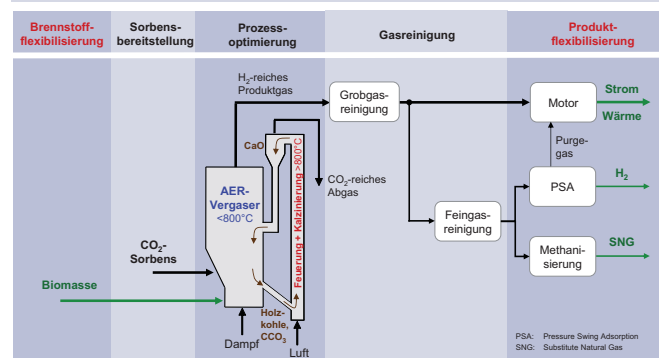 Brennstoff-
flexibilisierung
Sorbens-
bereitstellung
Prozess-
optimierung
Gasreinigung
Produkt-
flexibilisierung
H₂-reiches
Produktgas
Grobgas-
reinigung
Motor
Strom
Wärme
CaO
Purge-
gas
CO₂-reiches
Abgas
AER-
Vergaser
<800°C
Feuerung + Kalzinierung >800°C
PSA
H₂
Feingas-
reinigung
CO₂-
Sorbens
Methani-
sierung
SNG
Biomasse
Holz-
kohle,
CCO₃
Dampf
Luft
PSA: Pressure Swing Adsorption
SNG: Substitute Natural Gas